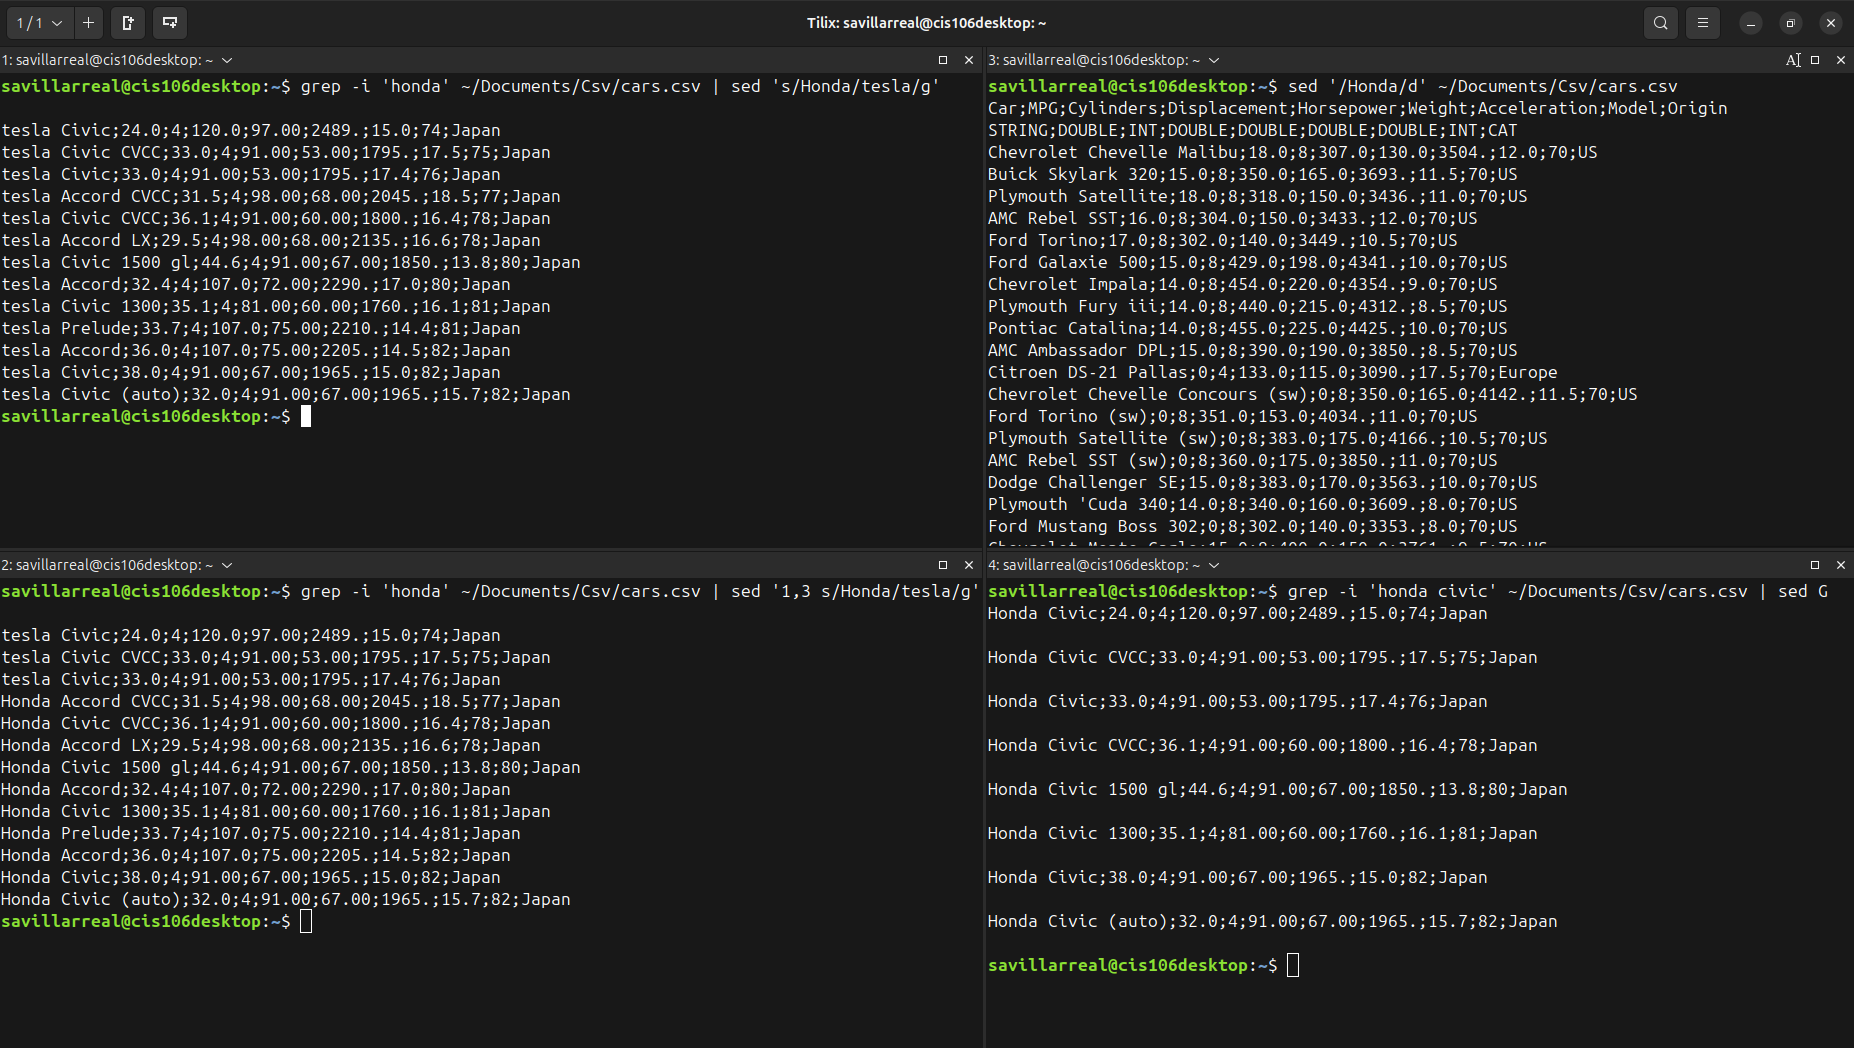 1 / 1
Tilix: savillarreal@cis106desktop: ~
1: savillarreal@cis106desktop: ~
savillarreal@cis106desktop:~$ grep -i 'honda' ~/Documents/Csv/cars.csv | sed 's/Honda/tesla/g'
tesla Civic;24.0;4;120.0;97.00;2489.;15.0;74;Japan
tesla Civic CVCC;33.0;4;91.00;53.00;1795.;17.5;75;Japan
tesla Civic;33.0;4;91.00;53.00;1795.;17.4;76;Japan
tesla Accord CVCC;31.5;4;98.00;68.00;2045.;18.5;77;Japan
tesla Civic CVCC;36.1;4;91.00;60.00;1800.;16.4;78;Japan
tesla Accord LX;29.5;4;98.00;68.00;2135.;16.6;78;Japan
tesla Civic 1500 gl;44.6;4;91.00;67.00;1850.;13.8;80;Japan
tesla Accord;32.4;4;107.0;72.00;2290.;17.0;80;Japan
tesla Civic 1300;35.1;4;81.00;60.00;1760.;16.1;81;Japan
tesla Prelude;33.7;4;107.0;75.00;2210.;14.4;81;Japan
tesla Accord;36.0;4;107.0;75.00;2205.;14.5;82;Japan
tesla Civic;38.0;4;91.00;67.00;1965.;15.0;82;Japan
tesla Civic (auto);32.0;4;91.00;67.00;1965.;15.7;82;Japan
savillarreal@cis106desktop:~$
2: savillarreal@cis106desktop: ~
savillarreal@cis106desktop:~$ grep -i 'honda' ~/Documents/Csv/cars.csv | sed '1,3 s/Honda/tesla/g'
tesla Civic;24.0;4;120.0;97.00;2489.;15.0;74;Japan
tesla Civic CVCC;33.0;4;91.00;53.00;1795.;17.5;75;Japan
tesla Civic;33.0;4;91.00;53.00;1795.;17.4;76;Japan
Honda Accord CVCC;31.5;4;98.00;68.00;2045.;18.5;77;Japan
Honda Civic CVCC;36.1;4;91.00;60.00;1800.;16.4;78;Japan
Honda Accord LX;29.5;4;98.00;68.00;2135.;16.6;78;Japan
Honda Civic 1500 gl;44.6;4;91.00;67.00;1850.;13.8;80;Japan
Honda Accord;32.4;4;107.0;72.00;2290.;17.0;80;Japan
Honda Civic 1300;35.1;4;81.00;60.00;1760.;16.1;81;Japan
Honda Prelude;33.7;4;107.0;75.00;2210.;14.4;81;Japan
Honda Accord;36.0;4;107.0;75.00;2205.;14.5;82;Japan
Honda Civic;38.0;4;91.00;67.00;1965.;15.0;82;Japan
Honda Civic (auto);32.0;4;91.00;67.00;1965.;15.7;82;Japan
savillarreal@cis106desktop:~$
3: savillarreal@cis106desktop: ~
savillarreal@cis106desktop:~$ sed '/Honda/d' ~/Documents/Csv/cars.csv
Car;MPG;Cylinders;Displacement;Horsepower;Weight;Acceleration;Model;Origin
STRING;DOUBLE;INT;DOUBLE;DOUBLE;DOUBLE;DOUBLE;INT;CAT
Chevrolet Chevelle Malibu;18.0;8;307.0;130.0;3504.;12.0;70;US
Buick Skylark 320;15.0;8;350.0;165.0;3693.;11.5;70;US
Plymouth Satellite;18.0;8;318.0;150.0;3436.;11.0;70;US
AMC Rebel SST;16.0;8;304.0;150.0;3433.;12.0;70;US
Ford Torino;17.0;8;302.0;140.0;3449.;10.5;70;US
Ford Galaxie 500;15.0;8;429.0;198.0;4341.;10.0;70;US
Chevrolet Impala;14.0;8;454.0;220.0;4354.;9.0;70;US
Plymouth Fury iii;14.0;8;440.0;215.0;4312.;8.5;70;US
Pontiac Catalina;14.0;8;455.0;225.0;4425.;10.0;70;US
AMC Ambassador DPL;15.0;8;390.0;190.0;3850.;8.5;70;US
Citroen DS-21 Pallas;0;4;133.0;115.0;3090.;17.5;70;Europe
Chevrolet Chevelle Concours (sw);0;8;350.0;165.0;4142.;11.5;70;US
Ford Torino (sw);0;8;351.0;153.0;4034.;11.0;70;US
Plymouth Satellite (sw);0;8;383.0;175.0;4166.;10.5;70;US
AMC Rebel SST (sw);0;8;360.0;175.0;3850.;11.0;70;US
Dodge Challenger SE;15.0;8;383.0;170.0;3563.;10.0;70;US
Plymouth 'Cuda 340;14.0;8;340.0;160.0;3609.;8.0;70;US
Ford Mustang Boss 302;0;8;302.0;140.0;3353.;8.0;70;US
4: savillarreal@cis106desktop: ~
savillarreal@cis106desktop:~$ grep -i 'honda civic' ~/Documents/Csv/cars.csv | sed G
Honda Civic;24.0;4;120.0;97.00;2489.;15.0;74;Japan
Honda Civic CVCC;33.0;4;91.00;53.00;1795.;17.5;75;Japan
Honda Civic;33.0;4;91.00;53.00;1795.;17.4;76;Japan
Honda Civic CVCC;36.1;4;91.00;60.00;1800.;16.4;78;Japan
Honda Civic 1500 gl;44.6;4;91.00;67.00;1850.;13.8;80;Japan
Honda Civic 1300;35.1;4;81.00;60.00;1760.;16.1;81;Japan
Honda Civic;38.0;4;91.00;67.00;1965.;15.0;82;Japan
Honda Civic (auto);32.0;4;91.00;67.00;1965.;15.7;82;Japan
savillarreal@cis106desktop:~$